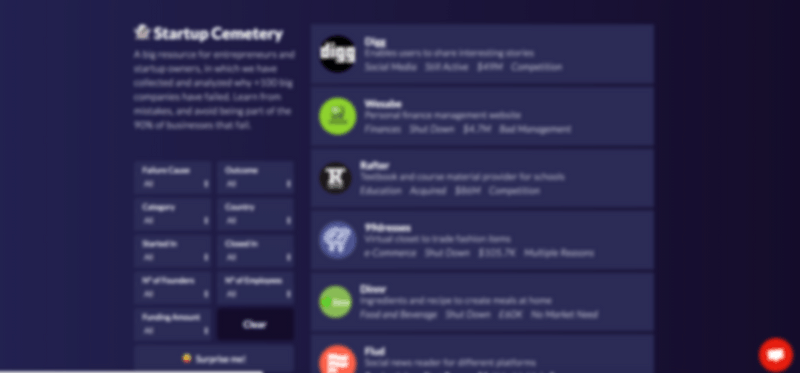 Startup Cemetery
A big resource for entrepreneurs and
startup owners, in which we have
collected and analyzed why +100 big
companies have failed. Learn from
mistakes, and avoid being part of the
90% of businesses that fail.
Failure Cause
All
Outcome
All
Category
All
Country
All
Started in
All
Closed in
All
Nº of Founders
All
Nº of Employees
All
Funding Amount
All
Clear
Surprise me!
digg
Digg
Enables users to share interesting stories
Social Media Still Active $49M Competition
Wesabe
Personal finance management website
Finances Shut Down $4.7M Bad Management
Rafter
Textbook and course material provider for schools
Education Acquired $86M Competition
99dresses
Virtual closet to trade fashion items
e-Commerce Shut Down Multiple Reasons
Dinnr
Ingredients and recipe to create meals at home
Food and Beverage Shut Down £60K No Market Need
Flud
Social news reader for different platforms